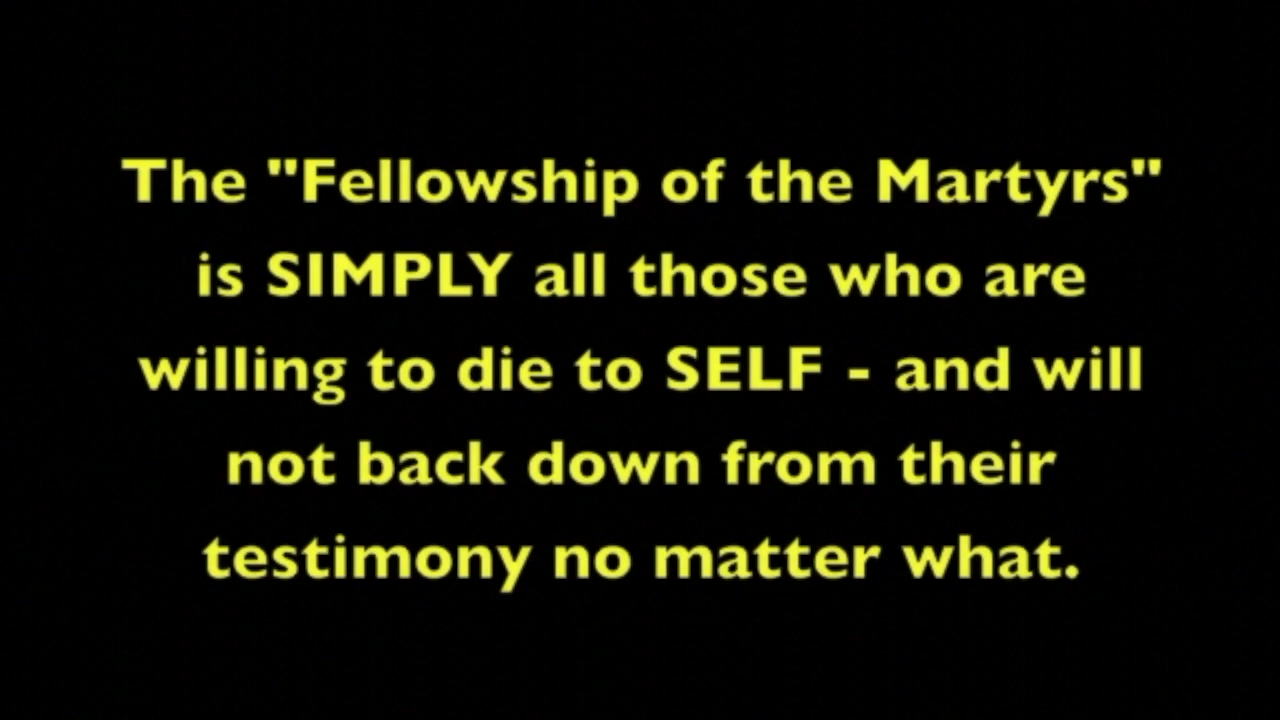 The "Fellowship of the Martyrs"
is SIMPLY all those who are
willing to die to SELF - and will
not back down from their
testimony no matter what.